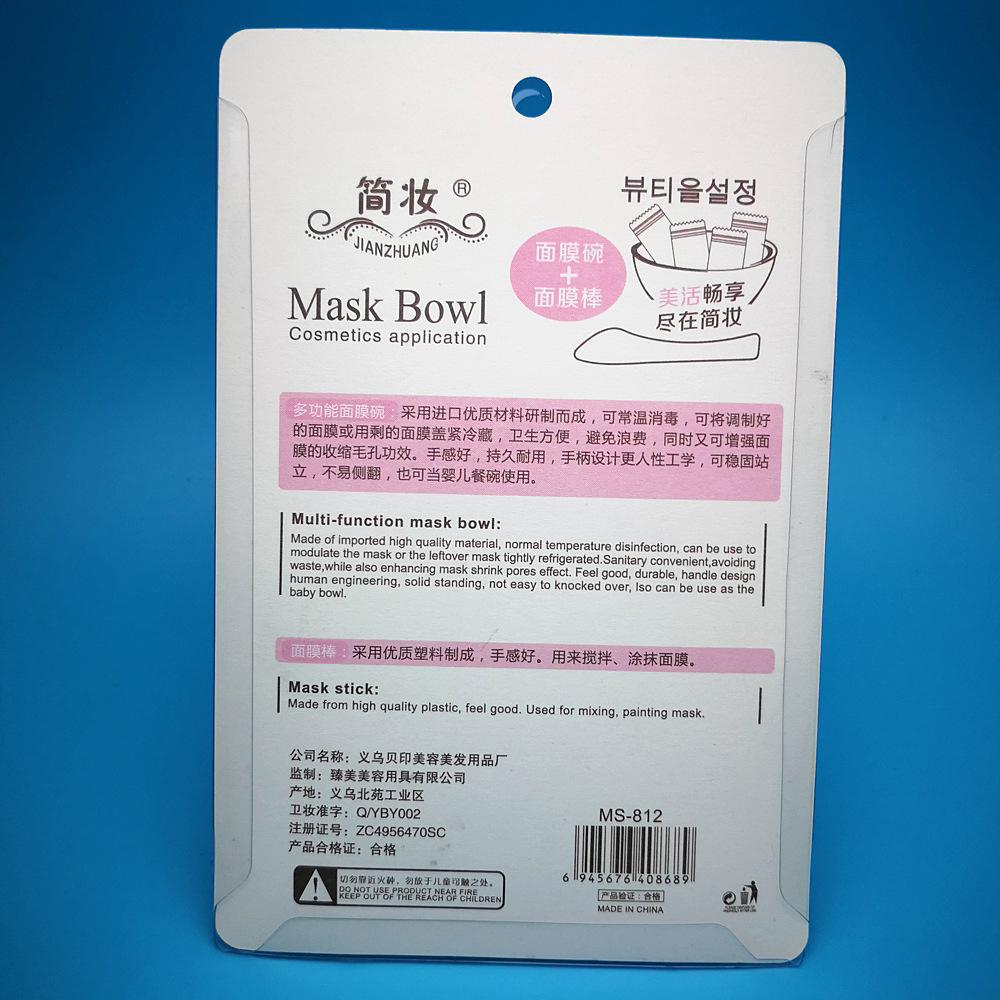 简妆®
JIANZHUANG
Mask Bowl
Cosmetics application
面膜碗
+
面膜棒
뷰티을설정
美活畅享
尽在简妆
多功能面膜碗：采用进口优质材料研制而成，可常温消毒，可将调制好
的面膜或用剩的面膜盖紧冷藏，卫生方便，避免浪费，同时又可增强面
膜的收缩毛孔功效。手感好，持久耐用，手柄设计更人性工学，可稳固站
立，不易侧翻，也可当婴儿餐碗使用。
Multi-function mask bowl:
Made of imported high quality material, normal temperature disinfection, can be use to
modulate the mask or the leftover mask tightly refrigerated.Sanitary convenient,avoiding
waste,while also enhancing mask shrink pores effect. Feel good, durable, handle design
human engineering, solid standing, not easy to knocked over, lso can be use as the
baby bowl.
面膜棒：采用优质塑料制成，手感好。用来搅拌、涂抹面膜。
Mask stick:
Made from high quality plastic, feel good. Used for mixing, painting mask.
公司名称：义乌贝印美容美发用品厂
监制：臻美美容用具有限公司
产地：义乌北苑工业区
卫妆准字：Q/YBY002
注册证号：ZC4956470SC
产品合格证：合格
切勿靠近火种，勿放于儿童可触之处。
DO NOT USE PRODUCT NEAR FIRE
KEEP OUT OF THE REACH OF CHILDREN
MS-812
6 945676 408689
产品验证：合格
MADE IN CHINA